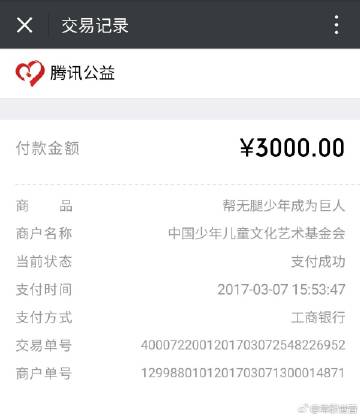 交易记录
腾讯公益
付款金额 ¥3000.00
商 品 帮无腿少年成为巨人
商户名称 中国少年儿童文化艺术基金会
当前状态 支付成功
支付时间 2017-03-07 15:53:47
支付方式 工商银行
交易单号 4000722001201703072548226952
商户单号 1299880101201703071300014871